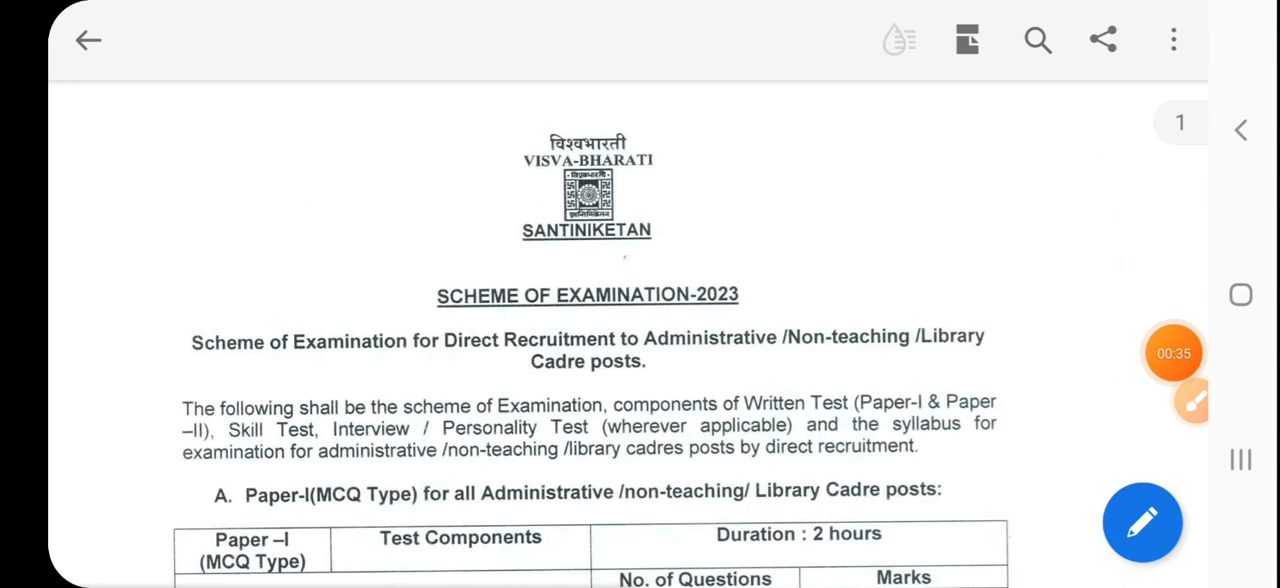 1
विश्वभारती
VISVA-BHARATI
SANTINIKETAN
SCHEME OF EXAMINATION-2023
Scheme of Examination for Direct Recruitment to Administrative /Non-teaching /Library
Cadre posts.
The following shall be the scheme of Examination, components of Written Test (Paper-I & Paper
–II), Skill Test, Interview / Personality Test (wherever applicable) and the syllabus for
examination for administrative /non-teaching /library cadres posts by direct recruitment.
00:35
A. Paper-I(MCQ Type) for all Administrative /non-teaching/ Library Cadre posts:
Paper –I
(MCQ Type)
Test Components
Duration : 2 hours
No. of Questions
Marks